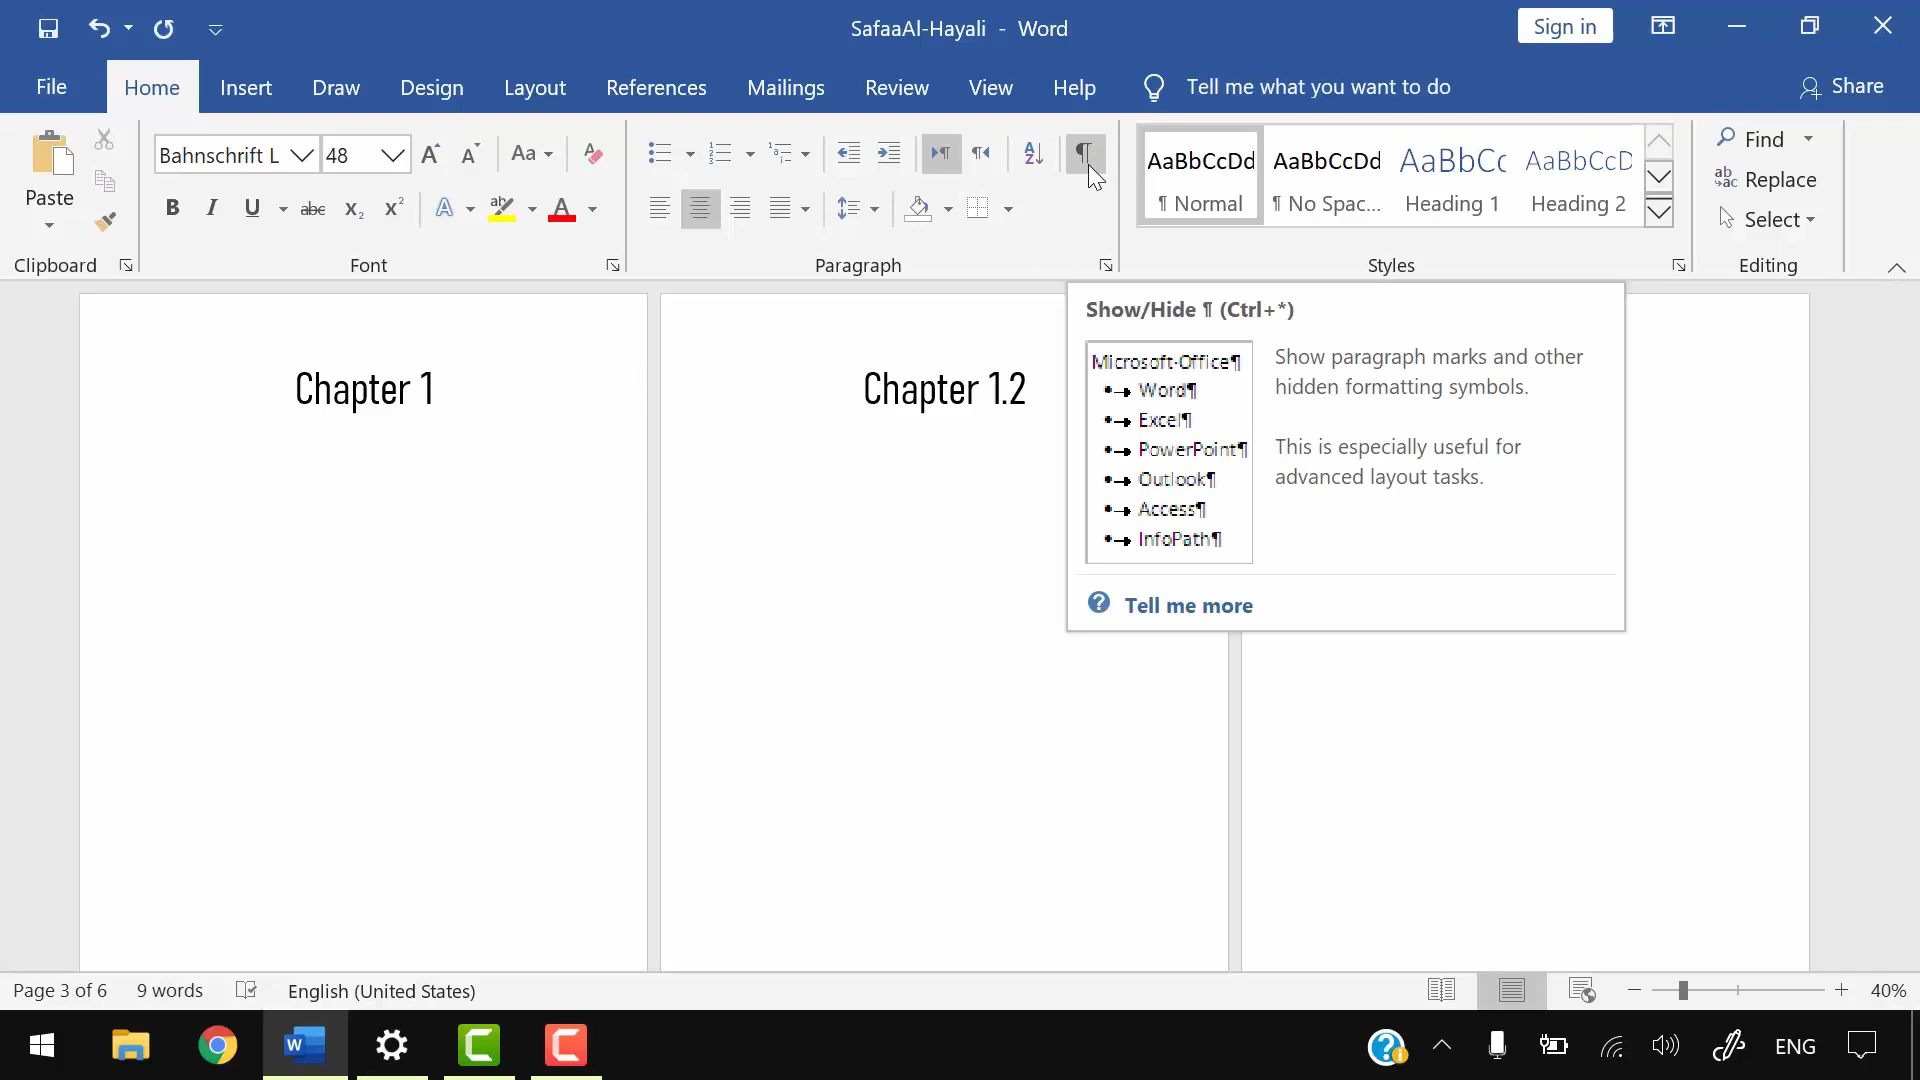 SafaaAl-Hayali - Word
Sign in
File
Home
Insert
Draw
Design
Layout
References
Mailings
Review
View
Help
Tell me what you want to do
Share
Paste
Clipboard
Bahnschrift L
48
Aa
B
I
U
abc
X₂
X²
A
ab
A
Font
A
Z
¶
Paragraph
AaBbCcDd
¶ Normal
AaBbCcDd
¶ No Spac...
AaBbCc
Heading 1
AaBbCcD
Heading 2
Styles
Find
Replace
Select
Editing
Chapter 1
Chapter 1.2
Show/Hide ¶ (Ctrl+*)
Microsoft·Office¶
Word¶
Excel¶
PowerPoint¶
Outlook¶
Access¶
InfoPath¶
Show paragraph marks and other
hidden formatting symbols.
This is especially useful for
advanced layout tasks.
Tell me more
Page 3 of 6
9 words
English (United States)
40%
ENG